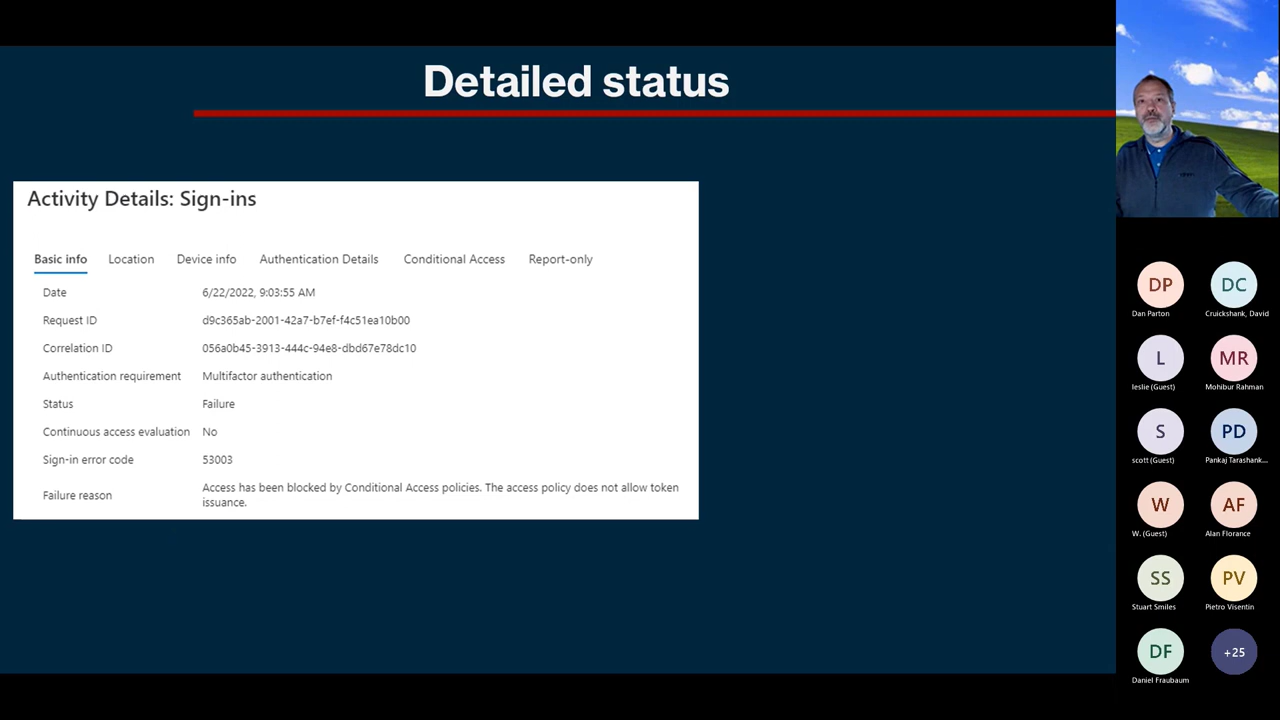 Detailed status
Activity Details: Sign-ins
Basic info Location Device info Authentication Details Conditional Access Report-only
Date 6/22/2022, 9:03:55 AM
Request ID d9c365ab-2001-42a7-b7ef-f4c51ea10b00
Correlation ID 056a0b45-3913-444c-94e8-dbd67e78dc10
Authentication requirement Multifactor authentication
Status Failure
Continuous access evaluation No
Sign-in error code 53003
Failure reason Access has been blocked by Conditional Access policies. The access policy does not allow token
issuance.
DP DC
Dan Parton Cruickshank, David
L MR
leslie (Guest) Mohibur Rahman
S PD
scott (Guest) Pankaj Tarashank...
W AF
W. (Guest) Alan Florance
SS PV
Stuart Smiles Pietro Visentin
DF +25
Daniel Fraubaum